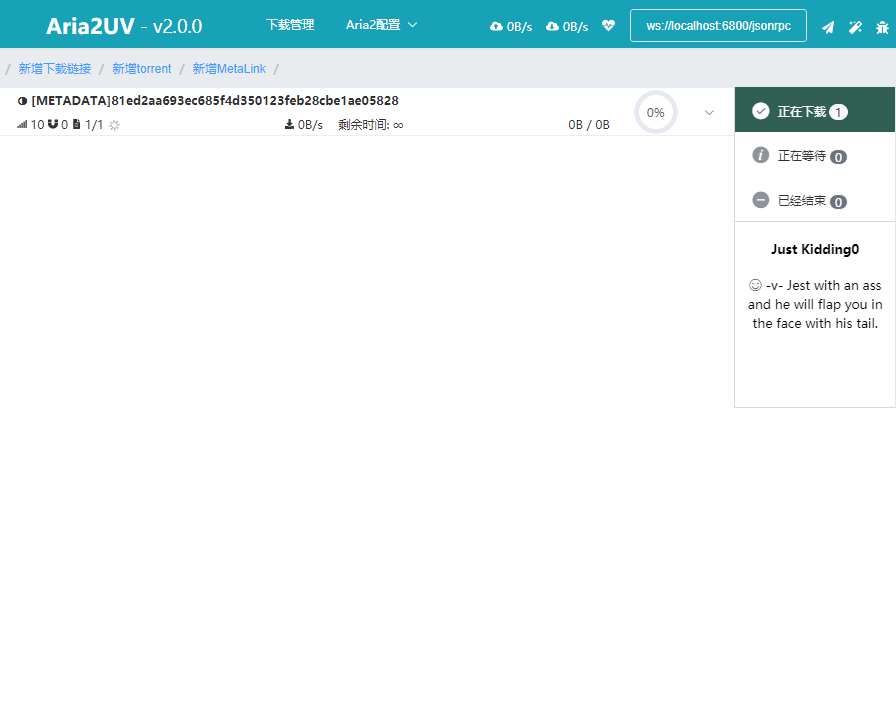 Aria2UV - v2.0.0 下载管理 Aria2配置 0B/s 0B/s ws://localhost:6800/jsonrpc
/ 新增下载链接 / 新增torrent / 新增MetaLink /
[METADATA]81ed2aa693ec685f4d350123feb28cbe1ae05828
10 0 1/1 0B/s 剩余时间: ∞ 0B / 0B 0%
正在下载 1
正在等待 0
已经结束 0
Just Kidding0
-v- Jest with an ass
and he will flap you in
the face with his tail.